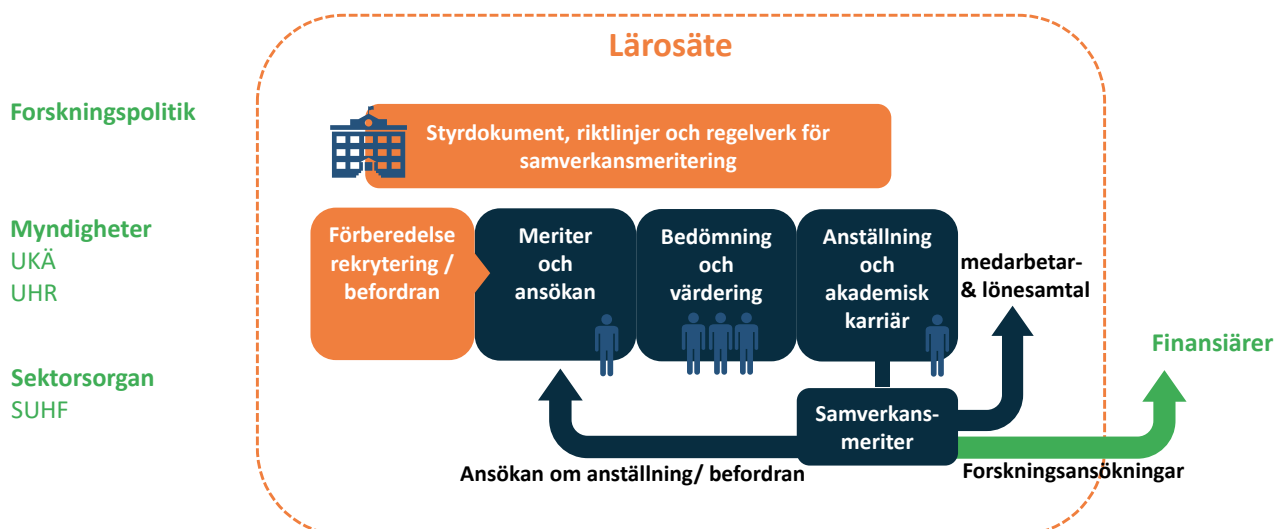 Lärosäte
Forskningspolitik
Styrdokument, riktlinjer och regelverk för
samverkansmeritering
Myndigheter
UKÄ
UHR
Förberedelse
rekrytering /
befordran
Meriter
och
ansökan
Bedömning
och
värdering
Anställning
och
akademisk
karriär
medarbetar-
& lönesamtal
Finansiärer
Sektorsorgan
SUHF
Samverkans-
meriter
Ansökan om anställning/ befordran
Forskningsansökningar